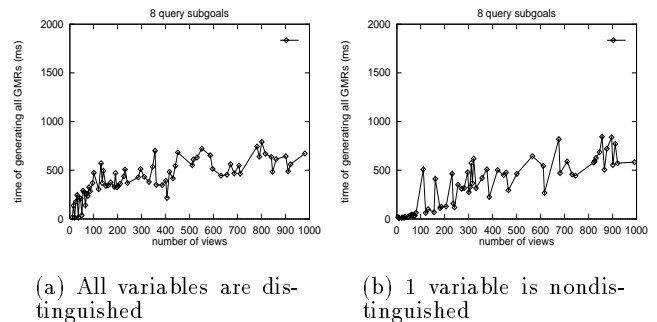 8 query subgoals
2000
1500
1000
500
0
0 100 200 300 400 500 600 700 800 900 1000
time of generating all GMRs (ms)
number of views
(a) All variables are dis-
tinguished
8 query subgoals
2000
1500
1000
500
0
0 100 200 300 400 500 600 700 800 900 1000
time of generating all GMRs (ms)
number of views
(b) 1 variable is nondis-
tinguished